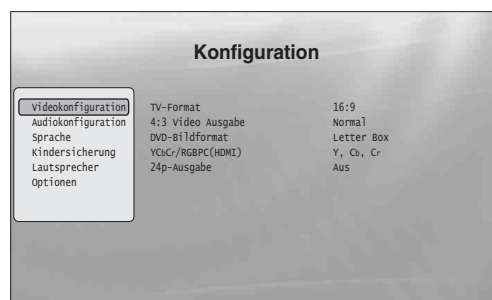 Konfiguration
Videokonfiguration TV-Format 16:9
Audiokonfiguration 4:3 Video Ausgabe Normal
Sprache DVD-Bildformat Letter Box
Kindersicherung YCbCr/RGBPC(HDMI) Y, Cb, Cr
Lautsprecher 24p-Ausgabe Aus
Optionen